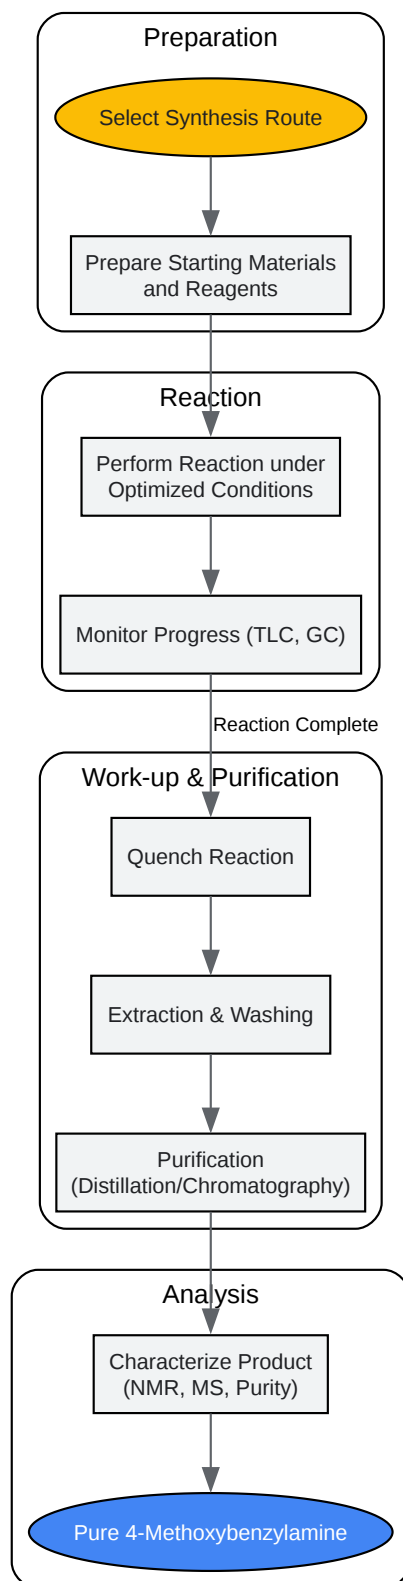 Preparation
Select Synthesis Route
Prepare Starting Materials
and Reagents
Reaction
Perform Reaction under
Optimized Conditions
Monitor Progress (TLC, GC)
Reaction Complete
Work-up & Purification
Quench Reaction
Extraction & Washing
Purification
(Distillation/Chromatography)
Analysis
Characterize Product
(NMR, MS, Purity)
Pure 4-Methoxybenzylamine